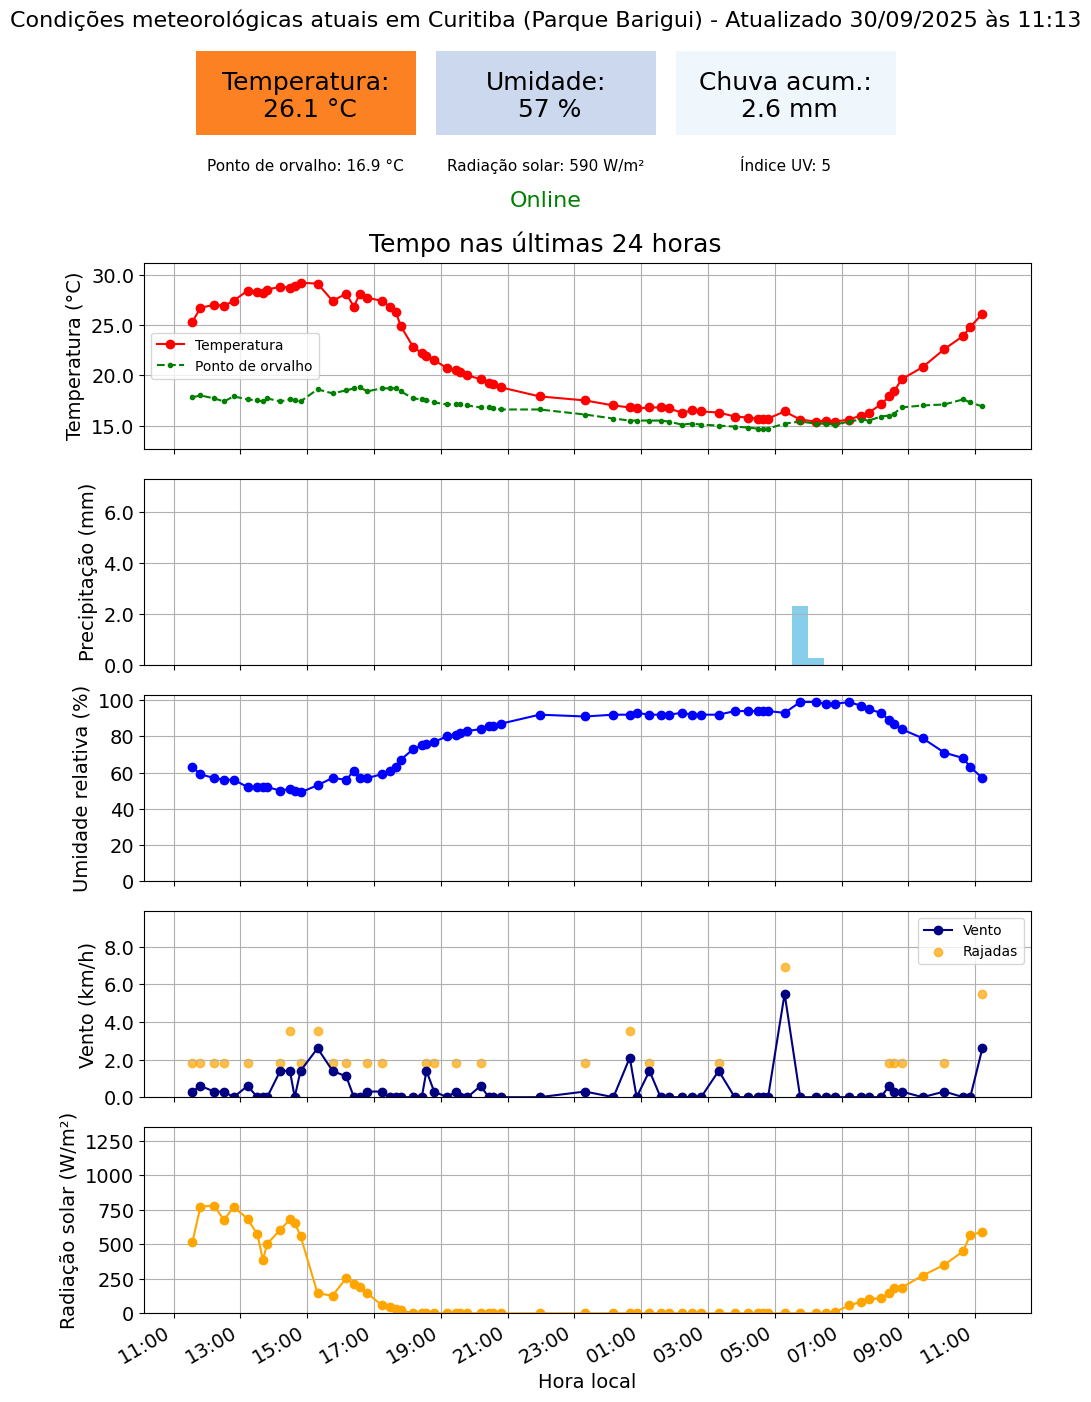 Condições meteorológicas atuais em Curitiba (Parque Barigui) - Atualizado 30/09/2025 às 11:13
Temperatura:
26.1 °C
Umidade:
57 %
Chuva acum.:
2.6 mm
Ponto de orvalho: 16.9 °C
Radiação solar: 590 W/m²
Índice UV: 5
Online
Tempo nas últimas 24 horas
Temperatura (°C)
30.0
25.0
20.0
15.0
Temperatura
Ponto de orvalho
Precipitação (mm)
6.0
4.0
2.0
0.0
Umidade relativa (%)
100
80
60
40
20
0
Vento (km/h)
8.0
6.0
4.0
2.0
0.0
Vento
Rajadas
Radiação solar (W/m²)
1250
1000
750
500
250
0
11:00
13:00
15:00
17:00
19:00
21:00
23:00
01:00
03:00
05:00
07:00
09:00
11:00
Hora local